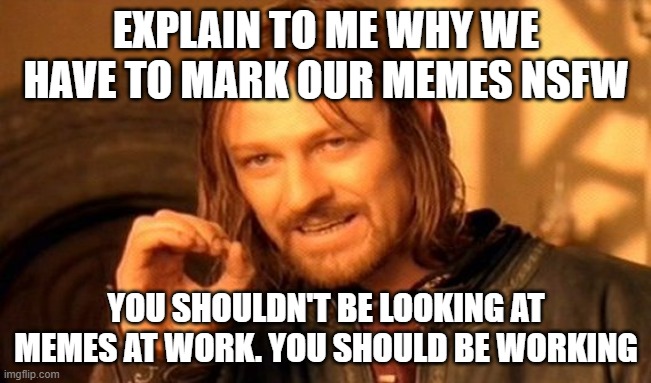 EXPLAIN TO ME WHY WE
HAVE TO MARK OUR MEMES NSFW
YOU SHOULDN'T BE LOOKING AT
MEMES AT WORK. YOU SHOULD BE WORKING
imgflip.com